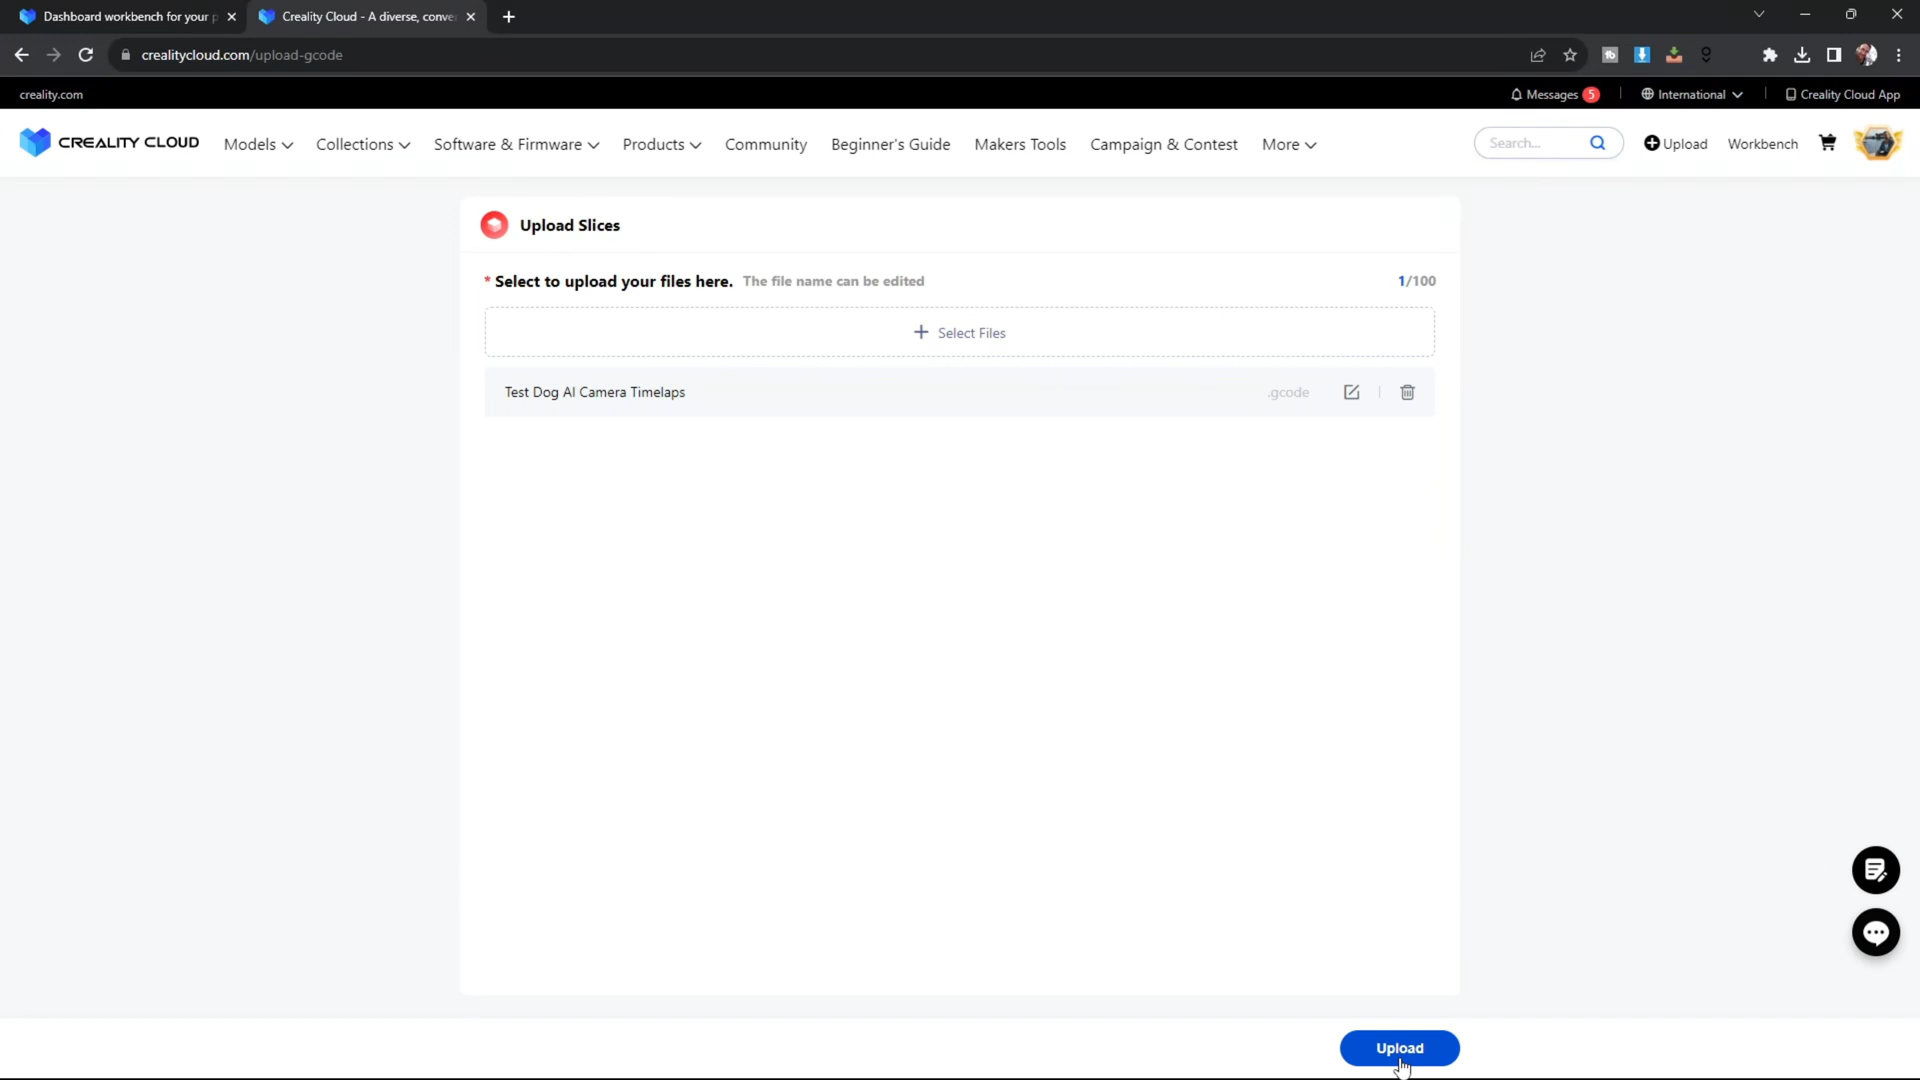 Dashboard workbench for your p
Creality Cloud - A diverse, conve
crealitycloud.com/upload-gcode
creality.com
Messages 5
International
Creality Cloud App
CREALITY CLOUD
Models
Collections
Software & Firmware
Products
Community
Beginner's Guide
Makers Tools
Campaign & Contest
More
Search...
Upload
Workbench
Upload Slices
* Select to upload your files here. The file name can be edited
1/100
+ Select Files
Test Dog AI Camera Timelaps
.gcode
Upload